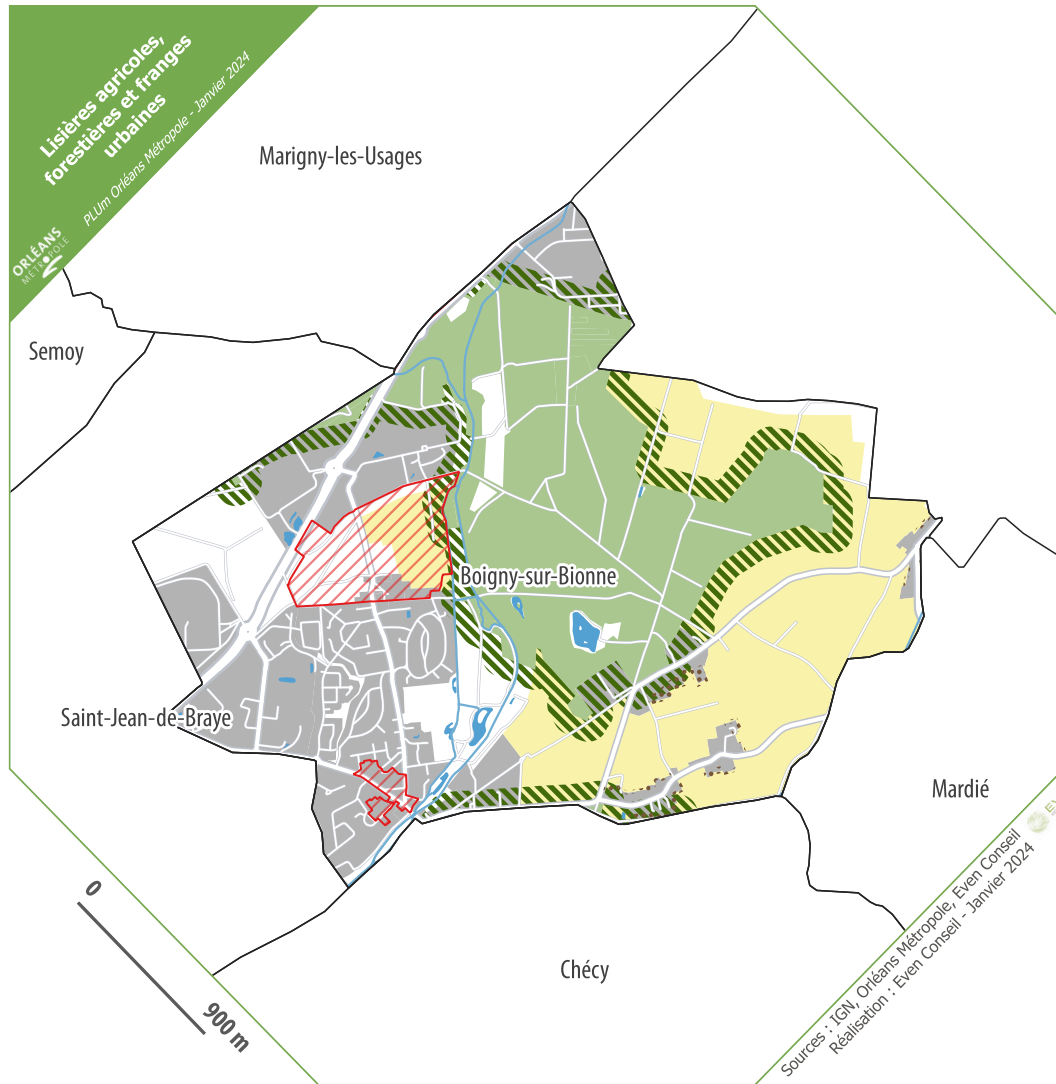 Lisières agricoles,
forestières et franges
urbaines
PLUm Orléans Métropole - Janvier 2024
ORLÉANS
MÉTROPOLE
Marigny-les-Usages
Semoy
Boigny-sur-Bionne
Saint-Jean-de-Braye
Mardié
Chécy
0
900 m
Sources : IGN, Orléans Métropole, Even Conseil
Réalisation : Even Conseil - Janvier 2024